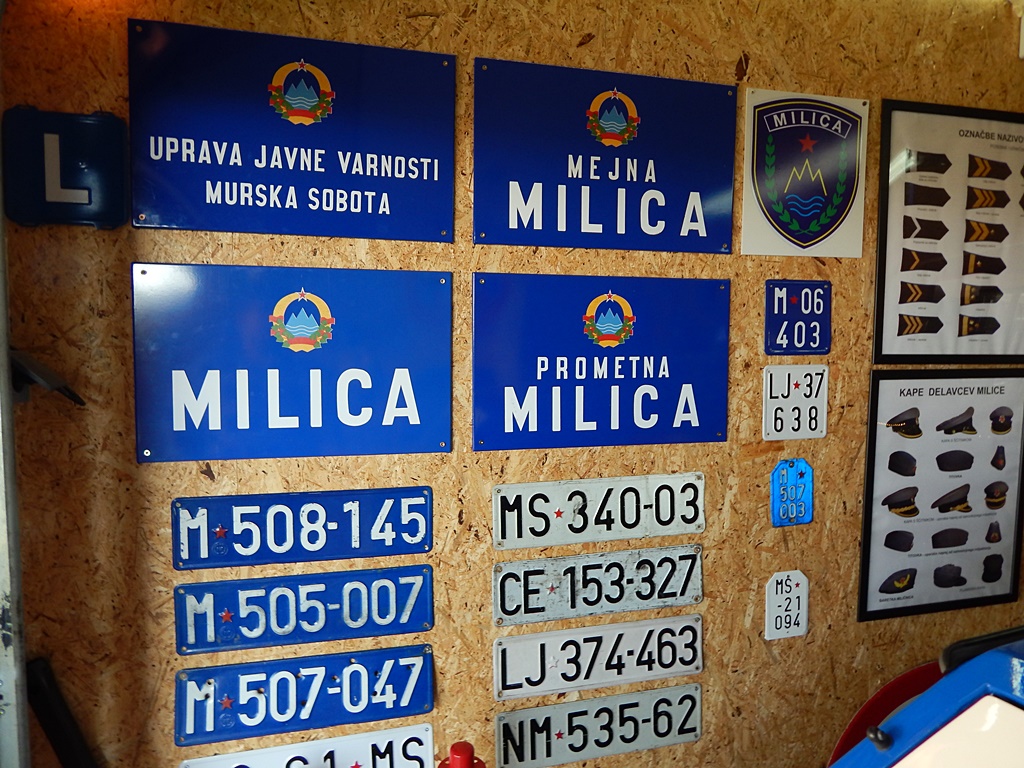 L
UPRAVA JAVNE VARNOSTI
MURSKA SOBOTA
MEJNA
MILICA
MILICA
MILICA
PROMETNA
MILICA
M★06
403
LJ★37
638
M ★
507
003
MŠ★
-21
094
M★508-145
M★505-007
M★507-047
61★MS
MS★340-03
CE★153-327
LJ★374-463
NM★535-62
OZNAČBE NAZIVO
KAPE DELAVCEV MILICE